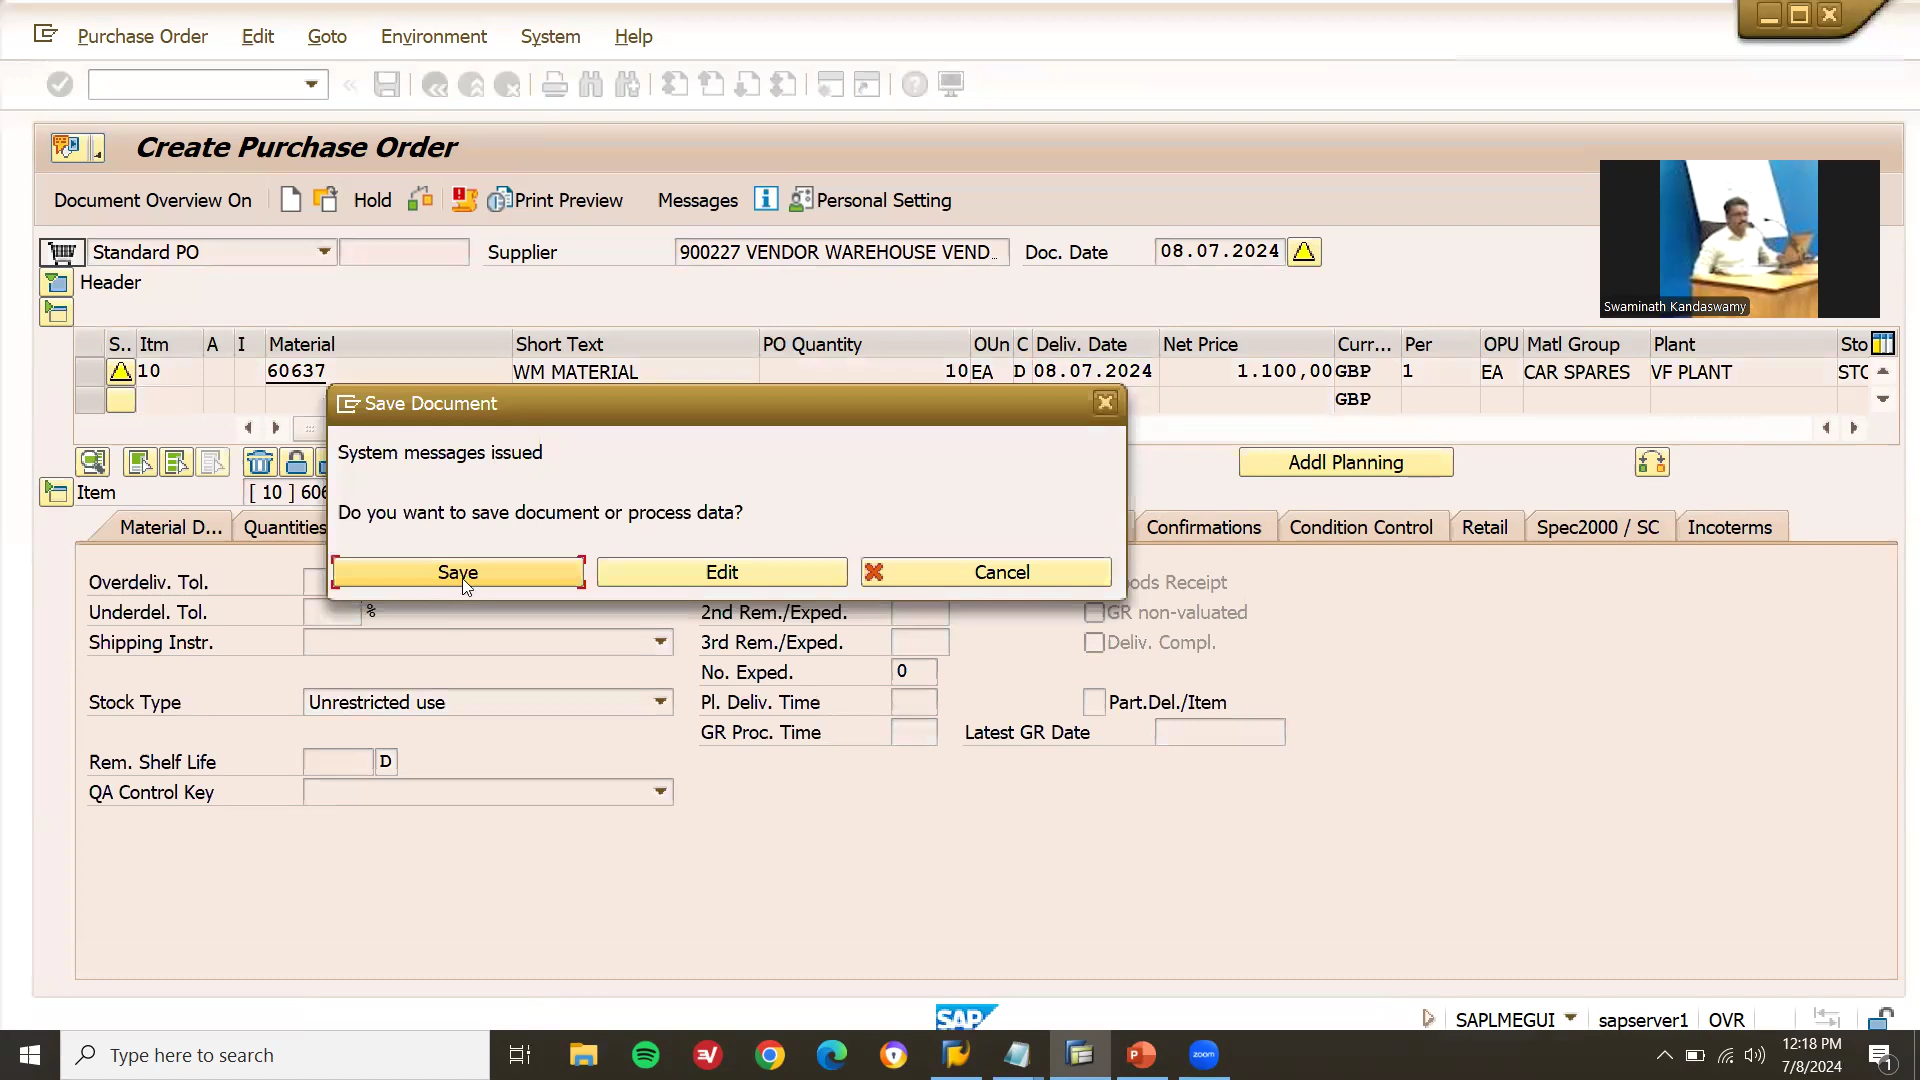 Purchase Order Edit Goto Environment System Help
Create Purchase Order
Document Overview On Hold Print Preview Messages Personal Setting
Standard PO Supplier 900227 VENDOR WAREHOUSE VEND... Doc. Date 08.07.2024
Header
Swaminath Kandaswamy
S.. Itm A I Material Short Text PO Quantity OUn C Deliv. Date Net Price Curr... Per OPU Matl Group Plant Sto
10 60637 WM MATERIAL 10 EA D 08.07.2024 1.100,00 GBP 1 EA CAR SPARES VF PLANT STO
GBP
Save Document
System messages issued
Do you want to save document or process data?
Save Edit Cancel
Addl Planning
Item [ 10 ] 606
Material D... Quantities Confirmations Condition Control Retail Spec2000 / SC Incoterms
Overdeliv. Tol. oods Receipt
Underdel. Tol. % 2nd Rem./Exped. GR non-valuated
Shipping Instr. 3rd Rem./Exped. Deliv. Compl.
No. Exped. 0
Stock Type Unrestricted use Pl. Deliv. Time Part.Del./Item
GR Proc. Time Latest GR Date
Rem. Shelf Life D
QA Control Key
SAP SAPLMEGUI sapserver1 OVR
Type here to search zoom 12:18 PM
7/8/2024 1